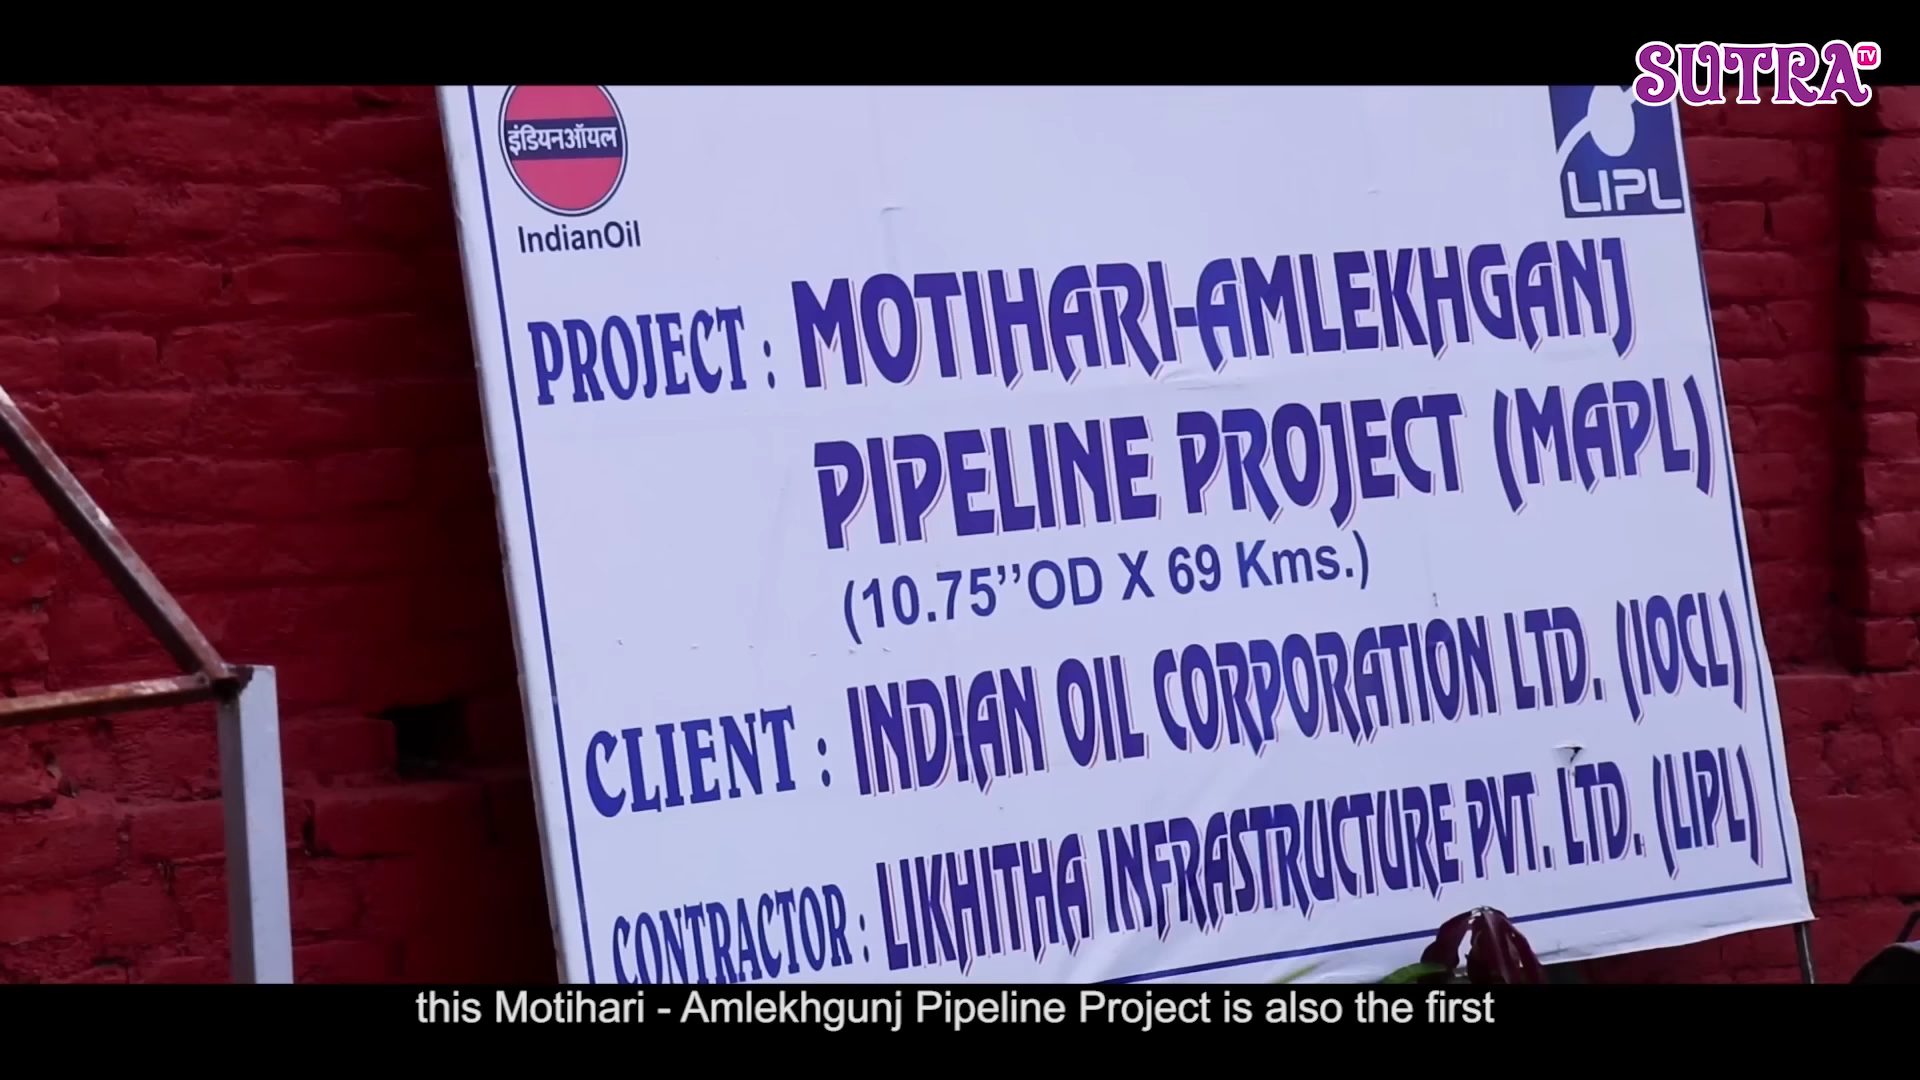 SUTRA TV
इंडियनऑयल
IndianOil
LIPL
PROJECT : MOTIHARI-AMLEKHGANJ
PIPELINE PROJECT (MAPL)
(10.75’’OD X 69 Kms.)
CLIENT : INDIAN OIL CORPORATION LTD. (IOCL)
CONTRACTOR : LIKHITHA INFRASTRUCTURE PVT. LTD. (LIPL)
this Motihari - Amlekhgunj Pipeline Project is also the first